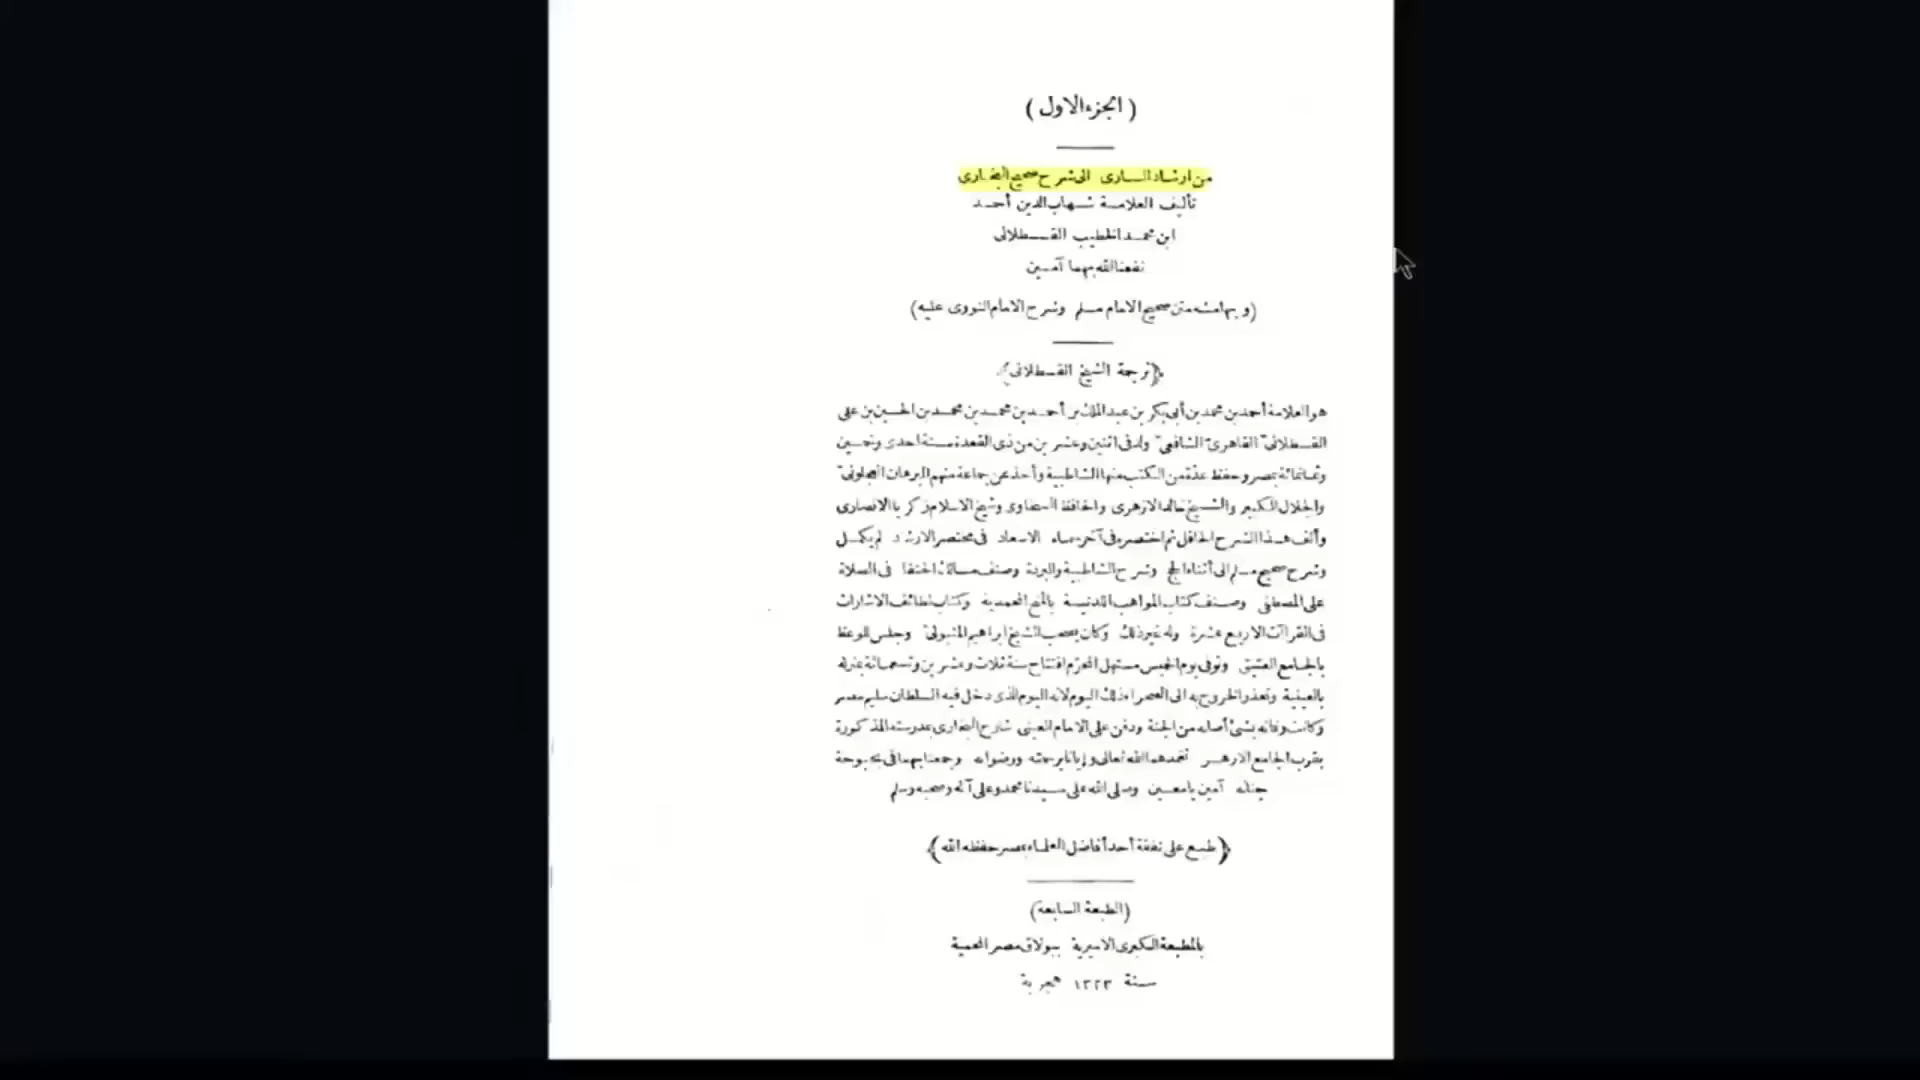 (الجزء الاول)
من ارشاد السارى الى شرح صحيح البخارى
تأليف العلامة شهاب الدين أحمد
ابن محمد الخطيب القسطلانى
نفعنا الله بهما آمين
(وبهامشه متن صحيح الامام مسلم وشرح الامام النووى عليه)
(ترجمة الشيخ القسطلانى)
هو العلامة أحمد بن محمد بن أبى بكر بن عبد الملك بن أحمد بن محمد بن محمد بن الحسين بن على
القسطلانىّ القاهرىّ الشافعىّ ولد فى اثنين وعشرين من ذى القعدة سنة احدى وخمسين
وثمانمائة بمصر وحفظ عدّة من الكتب منها الشاطبية وأخذ عن جماعة منهم البرهان العجلونىّ
والجلال الكبير والشيخ خالد الازهرى والحافظ السخاوى وشيخ الاسلام زكريا الانصارى
وألف هذا الشرح الحافل ثم اختصره فى آخر سماه الاسعاد فى مختصر الارشاد لم يكمل
وشرح صحيح مسلم الى أثناء الحج وشرح الشاطبية والبردة وصنف مسالك الحنفا فى الصلاة
على المصطفى وصنف كتاب المواهب اللدنية بالمنح المحمدية وكتاب لطائف الاشارات
فى القراآت الاربع عشرة وله غير ذلك وكان يصحب الشيخ ابراهيم المتبولىّ وجلس للوعظ
بالجامع العتيق وتوفى يوم الخميس مستهل المحرّم افتتاح سنة ثلاث وعشرين وتسعمائة بمنزله
بالعينية وتعذر الخروج به الى الصحراء ذلك اليوم لانه اليوم الذى دخل فيه السلطان سليم مصر
وكانت وفاته بشئ أصابه من الجنة ودفن على الامام العينى شارح البخارى بمدرسته المذكورة
بقرب الجامع الازهر تغمدهما الله تعالى وإيانا برحمته ورضوانه وجمعنا بهما فى بحبوحة
جنانه آمين يا معين وصلى الله على سيدنا محمد وعلى آله وصحبه وسلم
(طبع على نفقة أحد أفاضل العلماء بمصر حفظه الله)
(الطبعة السابعة)
بالمطبعة الكبرى الاميرية ببولاق مصر المحمية
سنة ١٣٢٣ هجرية